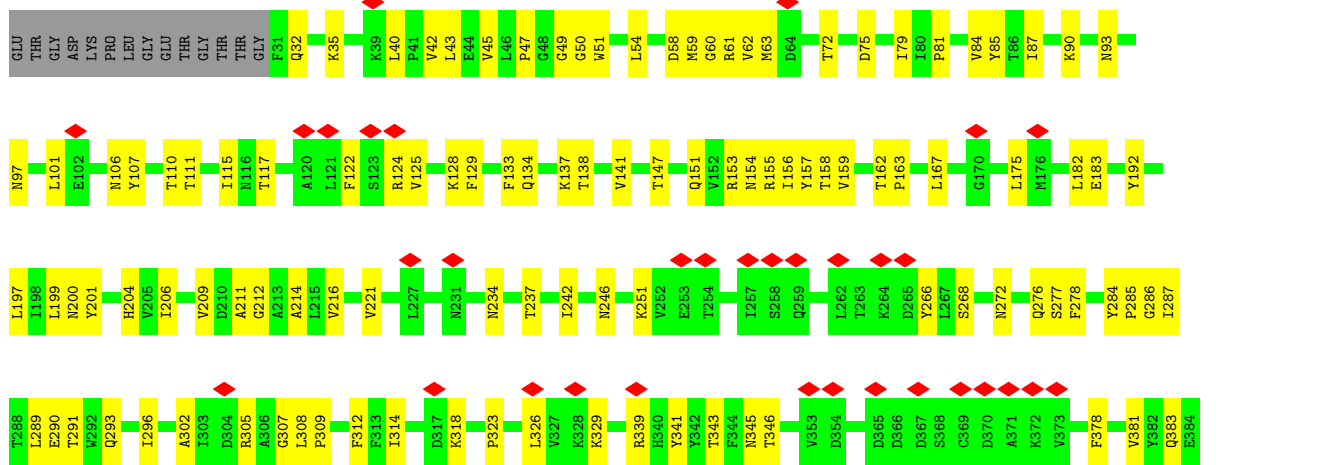 GLU THR GLY ASP LYS PRO LEU GLY GLU THR GLY THR THR GLY F31 Q32 K35 K39 L40 P41 V42 L43 E44 V45 L46 P47 G48 G49 G50 W51 L54 D58 M59 G60 R61 V62 M63 D64 T72 D75 I79 I80 P81 V84 Y85 T86 I87 K90 N93
N97 L101 E102 N106 Y107 T110 T111 I115 N116 T117 A120 L121 F122 S123 R124 V125 K128 F129 F133 Q134 K137 T138 V141 T147 Q151 V152 R153 N154 R155 I156 Y157 T158 V159 T162 P163 L167 G170 L175 M176 L182 E183 Y192
L197 I198 L199 N200 Y201 H204 V205 I206 V209 D210 A211 G212 A213 A214 L215 V216 V221 L227 N231 N234 T237 I242 N246 K251 V252 E253 T254 I257 S258 Q259 L262 T263 K264 D265 Y266 L267 S268 N272 Q276 S277 F278 Y284 P285 G286 I287
T288 L289 E290 T291 W292 Q293 I296 A302 I303 D304 R305 A306 G307 L308 P309 F312 F313 I314 D317 K318 P323 L326 V327 K328 K329 R339 H340 Y341 Y342 T343 F344 N345 T346 V353 D354 D365 D366 D367 S368 C369 D370 A371 K372 V373 F378 V381 Y382 Q383 E384